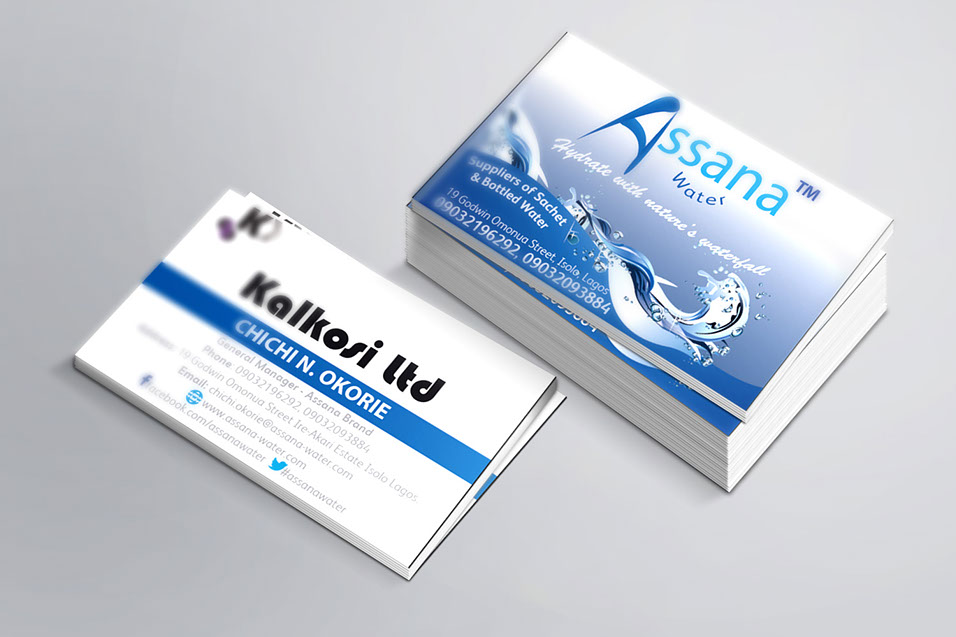 Kalkosi Ltd
CHICHI N. OKORIE
General Manager - Assana Brand
Phone: 09032196292, 09032093884
19 Godwin Omonua Street Ire-Akari Estate Isolo Lagos.
Email: chichi.okorie@assana-water.com
www.assana-water.com
facebook.com/assanawater #assanawater
Assana TM
Water
Hydrate with nature's waterfall
Suppliers of Sachet
& Bottled Water
19 Godwin Omonua Street, Isolo, Lagos
09032196292, 09032093884